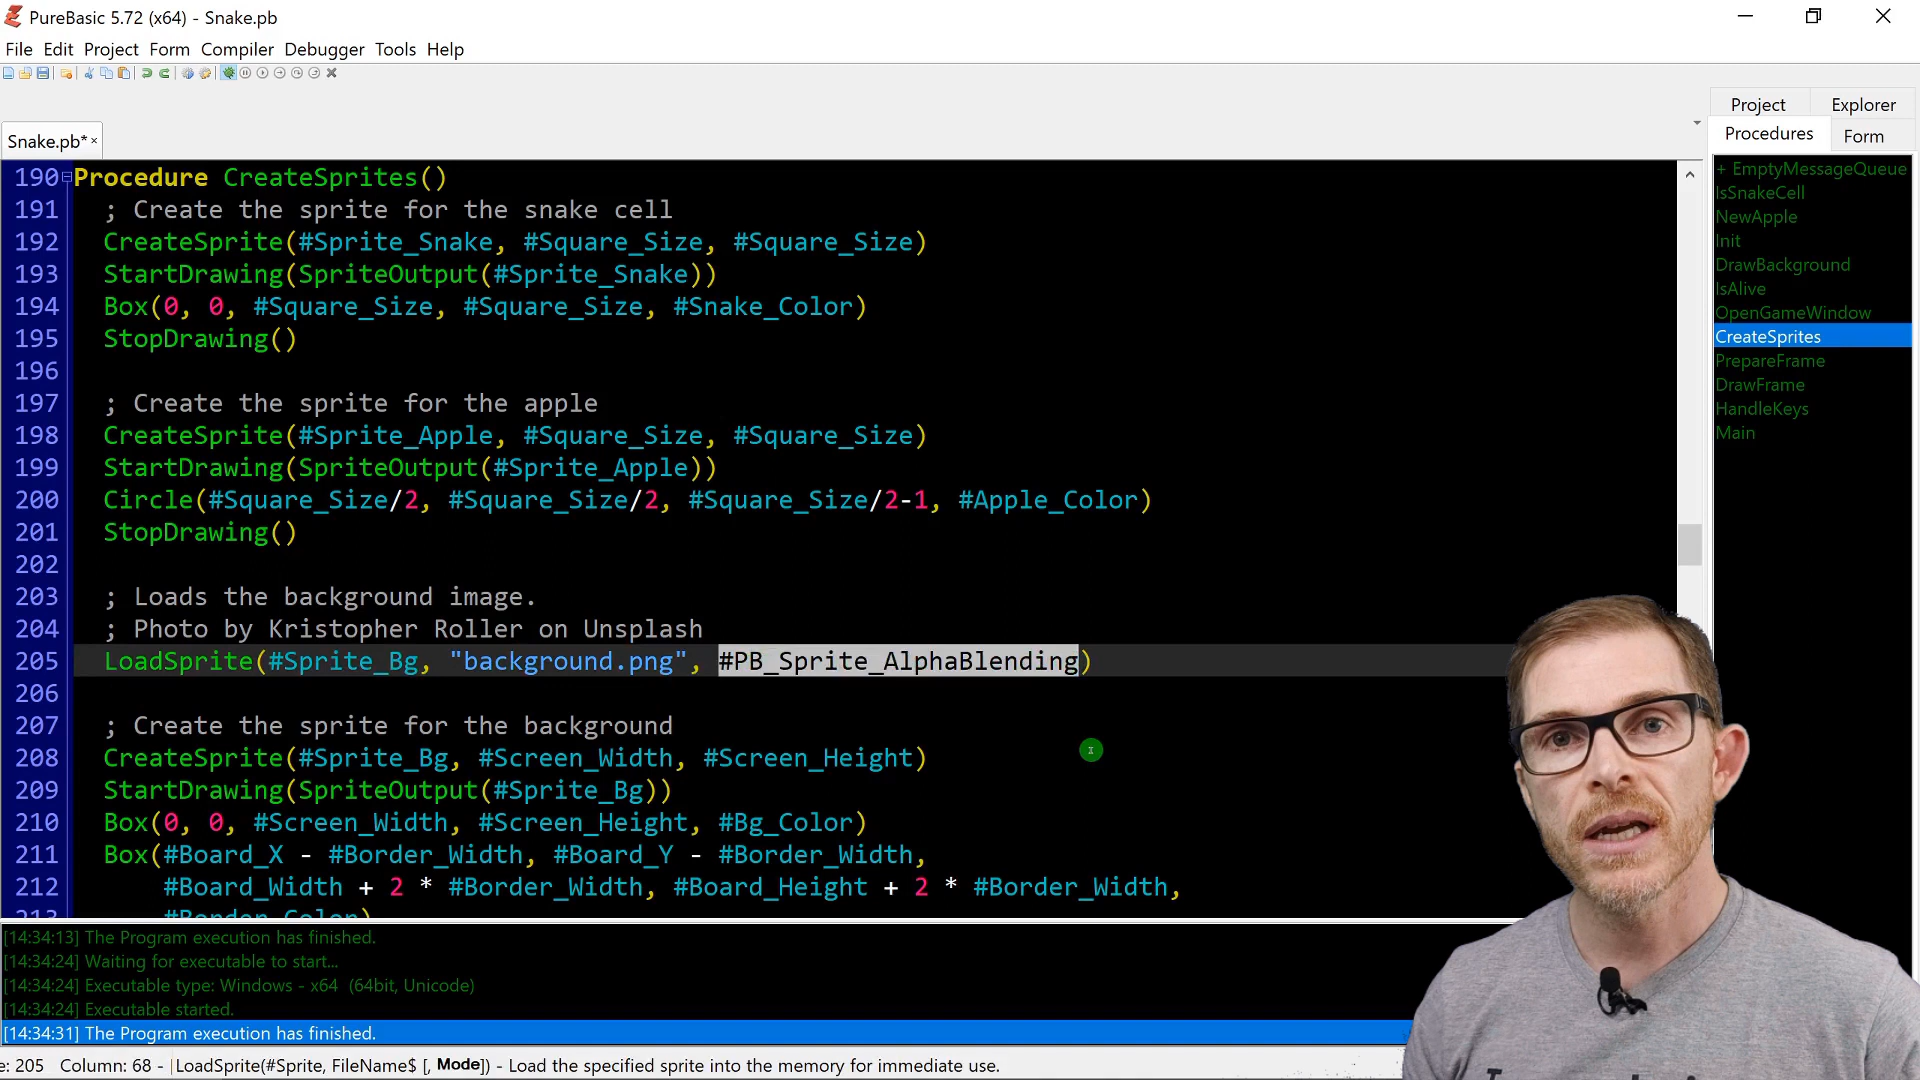 PureBasic 5.72 (x64) - Snake.pb
File Edit Project Form Compiler Debugger Tools Help
Project Explorer
Procedures Form
Snake.pb*
190 Procedure CreateSprites()
191 ; Create the sprite for the snake cell
192 CreateSprite(#Sprite_Snake, #Square_Size, #Square_Size)
193 StartDrawing(SpriteOutput(#Sprite_Snake))
194 Box(0, 0, #Square_Size, #Square_Size, #Snake_Color)
195 StopDrawing()
196
197 ; Create the sprite for the apple
198 CreateSprite(#Sprite_Apple, #Square_Size, #Square_Size)
199 StartDrawing(SpriteOutput(#Sprite_Apple))
200 Circle(#Square_Size/2, #Square_Size/2, #Square_Size/2-1, #Apple_Color)
201 StopDrawing()
202
203 ; Loads the background image.
204 ; Photo by Kristopher Roller on Unsplash
205 LoadSprite(#Sprite_Bg, "background.png", #PB_Sprite_AlphaBlending)
206
207 ; Create the sprite for the background
208 CreateSprite(#Sprite_Bg, #Screen_Width, #Screen_Height)
209 StartDrawing(SpriteOutput(#Sprite_Bg))
210 Box(0, 0, #Screen_Width, #Screen_Height, #Bg_Color)
211 Box(#Board_X - #Border_Width, #Board_Y - #Border_Width,
212 #Board_Width + 2 * #Border_Width, #Board_Height + 2 * #Border_Width,
213 #Border_Color)
+ EmptyMessageQueue
IsSnakeCell
NewApple
Init
DrawBackground
IsAlive
OpenGameWindow
CreateSprites
PrepareFrame
DrawFrame
HandleKeys
Main
[14:34:13] The Program execution has finished.
[14:34:24] Waiting for executable to start...
[14:34:24] Executable type: Windows - x64 (64bit, Unicode)
[14:34:24] Executable started.
[14:34:31] The Program execution has finished.
e: 205 Column: 68 - LoadSprite(#Sprite, FileName$ [, Mode]) - Load the specified sprite into the memory for immediate use.